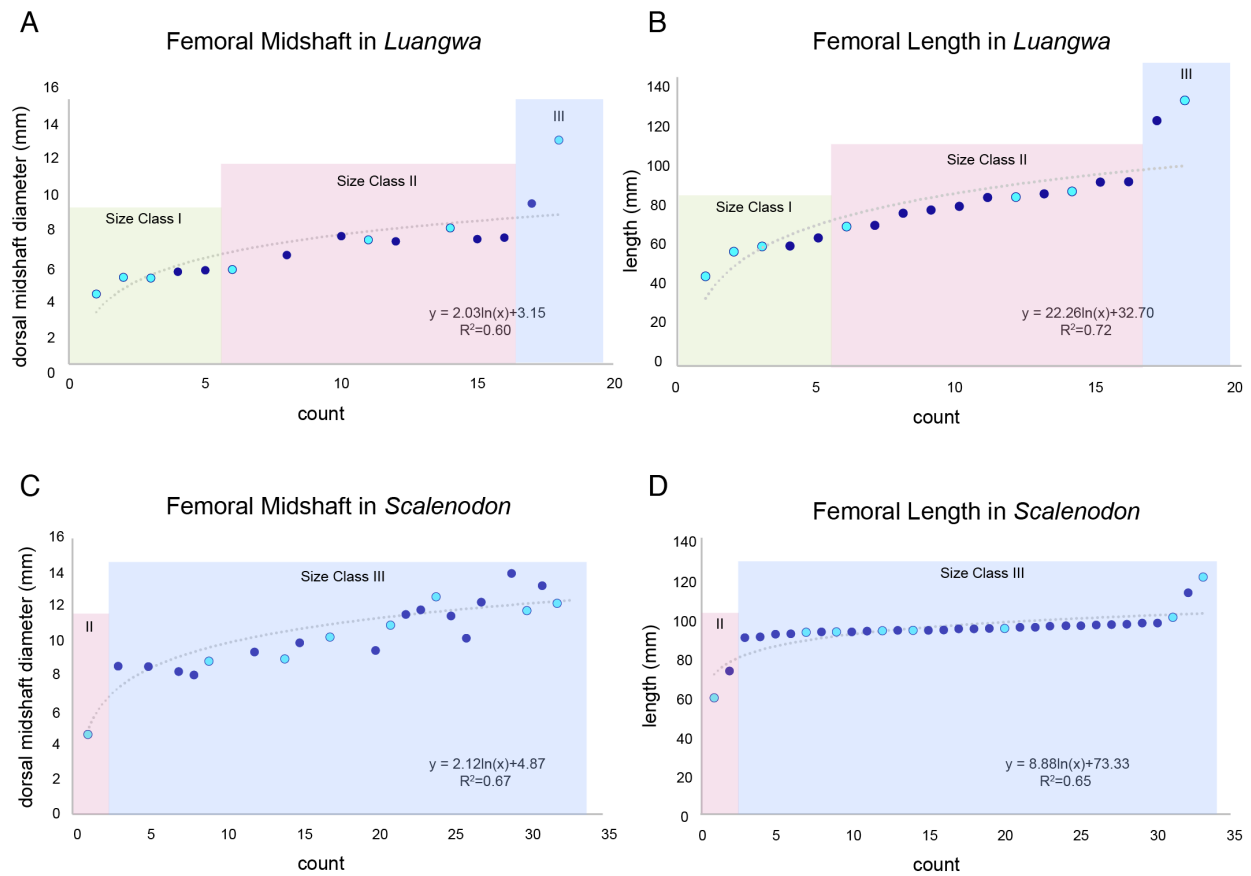 A
Femoral Midshaft in Luangwa
dorsal midshaft diameter (mm)
16
14
12
10
8
6
4
2
0
Size Class I
Size Class II
III
y = 2.03ln(x)+3.15
R²=0.60
0 5 10 15 20
count
B
Femoral Length in Luangwa
length (mm)
140
120
100
80
60
40
20
0
Size Class I
Size Class II
III
y = 22.26ln(x)+32.70
R²=0.72
0 5 10 15 20
count
C
Femoral Midshaft in Scalenodon
dorsal midshaft diameter (mm)
16
14
12
10
8
6
4
2
0
II
Size Class III
y = 2.12ln(x)+4.87
R²=0.67
0 5 10 15 20 25 30 35
count
D
Femoral Length in Scalenodon
length (mm)
140
120
100
80
60
40
20
0
II
Size Class III
y = 8.88ln(x)+73.33
R²=0.65
0 5 10 15 20 25 30 35
count